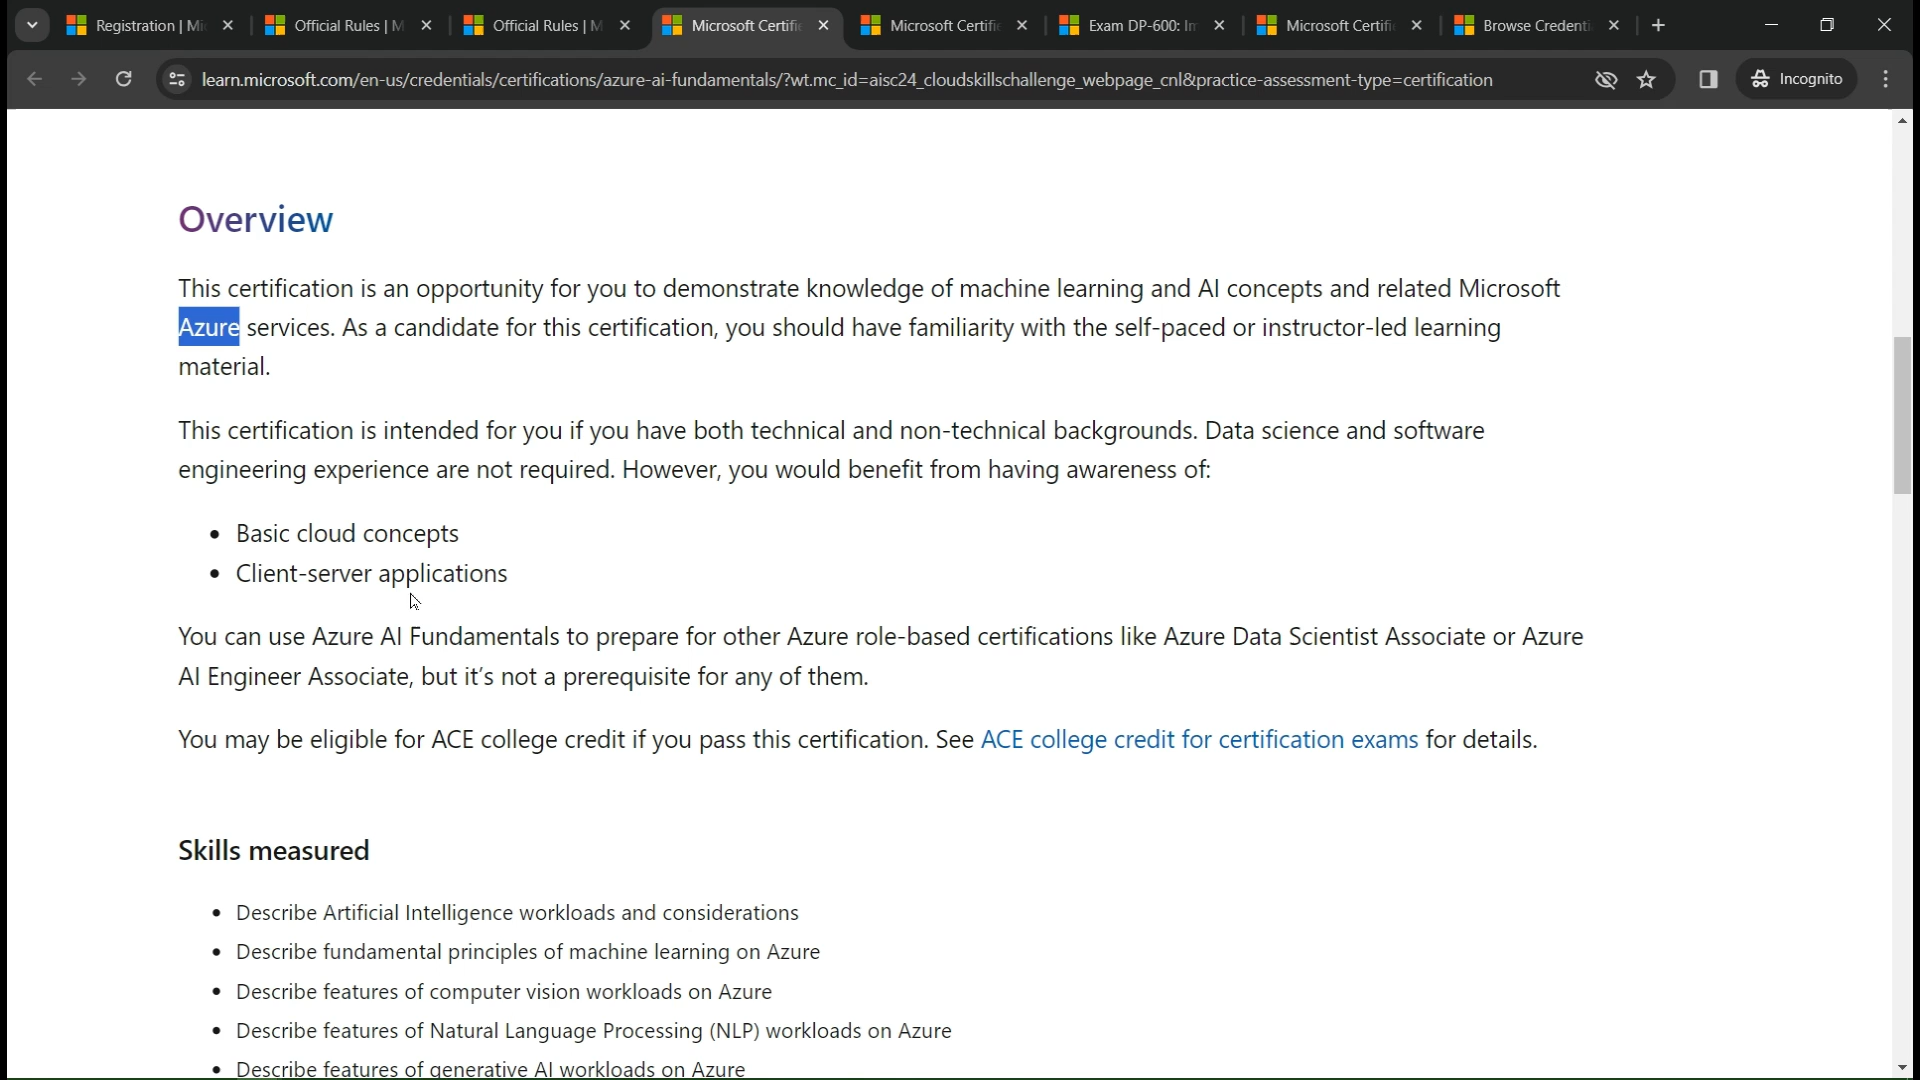 Registration | Mi
Official Rules | M
Official Rules | M
Microsoft Certifi
Microsoft Certifi
Exam DP-600: Im
Microsoft Certifi
Browse Credenti
learn.microsoft.com/en-us/credentials/certifications/azure-ai-fundamentals/?wt.mc_id=aisc24_cloudskillschallenge_webpage_cnl&practice-assessment-type=certification
Incognito
Overview
This certification is an opportunity for you to demonstrate knowledge of machine learning and AI concepts and related Microsoft
Azure services. As a candidate for this certification, you should have familiarity with the self-paced or instructor-led learning
material.
This certification is intended for you if you have both technical and non-technical backgrounds. Data science and software
engineering experience are not required. However, you would benefit from having awareness of:
• Basic cloud concepts
• Client-server applications
You can use Azure AI Fundamentals to prepare for other Azure role-based certifications like Azure Data Scientist Associate or Azure
AI Engineer Associate, but it’s not a prerequisite for any of them.
You may be eligible for ACE college credit if you pass this certification. See ACE college credit for certification exams for details.
Skills measured
• Describe Artificial Intelligence workloads and considerations
• Describe fundamental principles of machine learning on Azure
• Describe features of computer vision workloads on Azure
• Describe features of Natural Language Processing (NLP) workloads on Azure
• Describe features of generative AI workloads on Azure